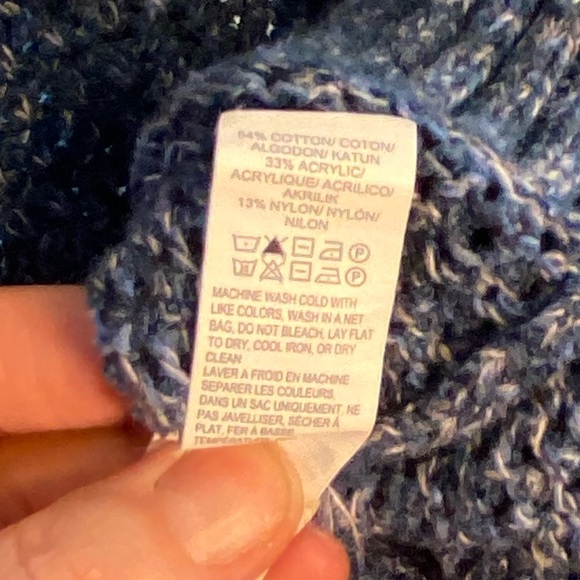 54% COTTON/ COTON/
ALGODON/ KATUN
33% ACRYLIC/
ACRYLIQUE/ ACRILICO/
AKRILIK
13% NYLON/ NYLON/
NILON
P
P
MACHINE WASH COLD WITH
LIKE COLORS, WASH IN A NET
BAG, DO NOT BLEACH, LAY FLAT
TO DRY, COOL IRON, OR DRY
CLEAN
LAVER A FROID EN MACHINE
SEPARER LES COULEURS,
DANS UN SAC UNIQUEMENT, NE
PAS JAVELLISER, SÉCHER À
PLAT, FER À BASSE
TEMPÉRATURE